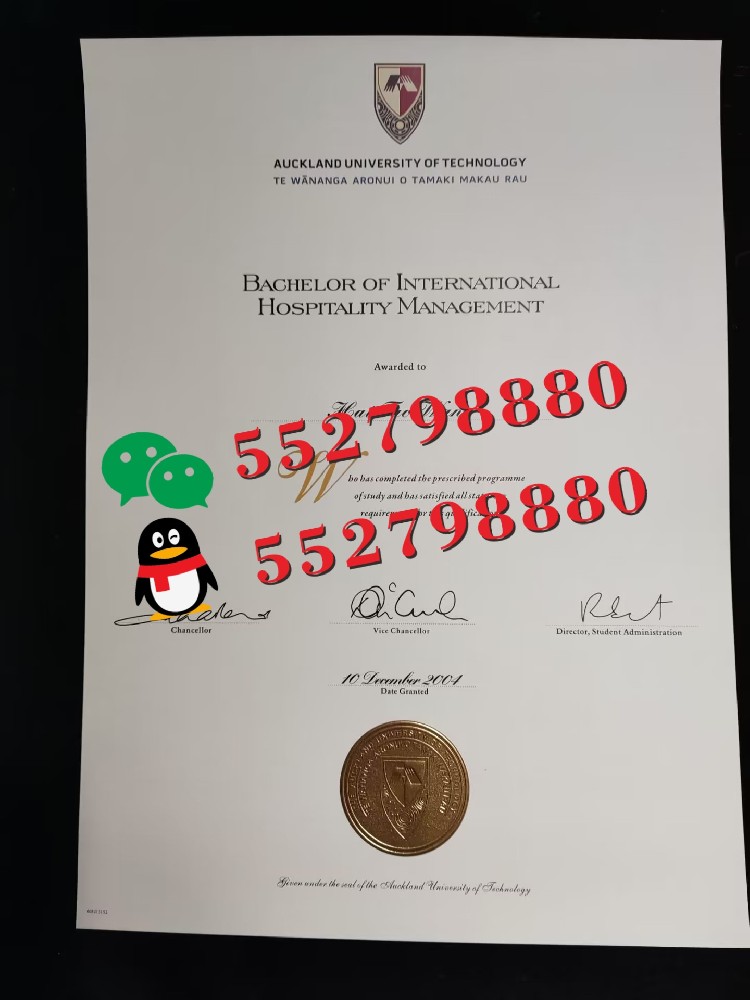 AUCKLAND UNIVERSITY OF TECHNOLOGY
TE WĀNANGA ARONUI O TAMAKI MAKAU RAU
BACHELOR OF INTERNATIONAL
HOSPITALITY MANAGEMENT
Awarded to
552798880
Who has completed the prescribed programme
of study and has satisfied all
552798880
Chancellor
Vice Chancellor
Director, Student Administration
10 December 2004
Date Granted
Given under the seal of the Auckland University of Technology